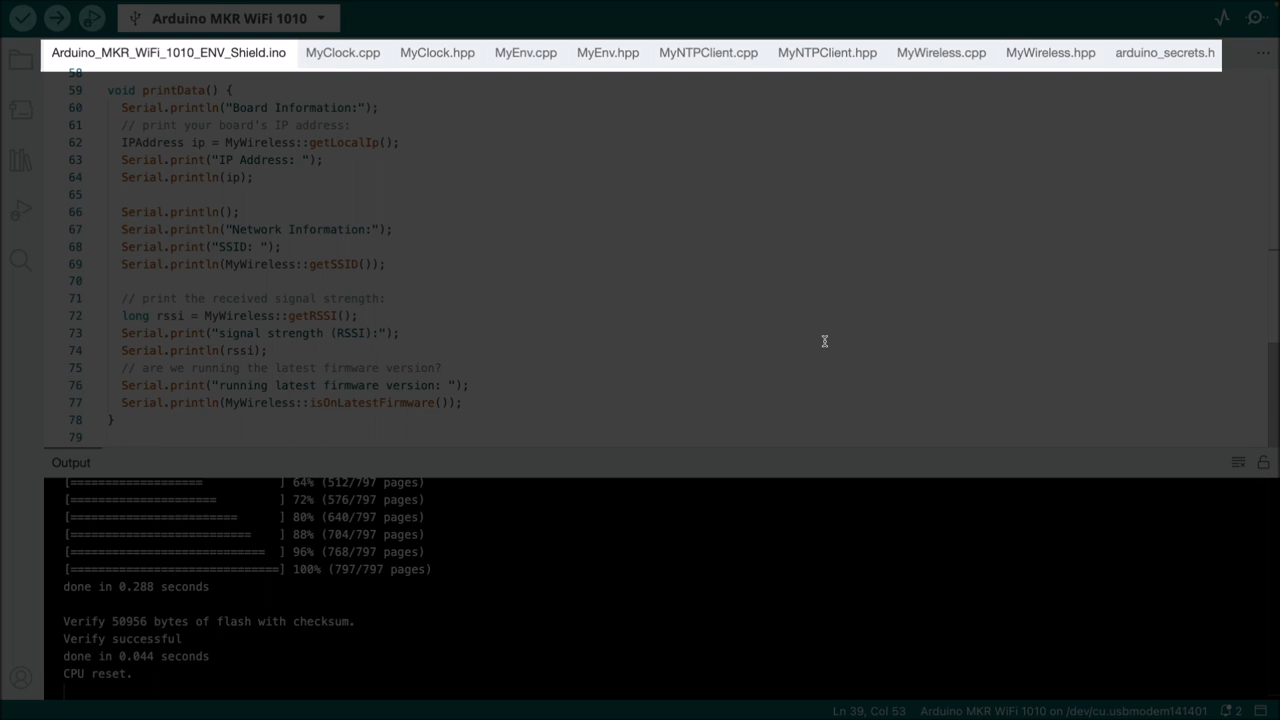 Arduino MKR WiFi 1010
Arduino_MKR_WiFi_1010_ENV_Shield.ino MyClock.cpp MyClock.hpp MyEnv.cpp MyEnv.hpp MyNTPClient.cpp MyNTPClient.hpp MyWireless.cpp MyWireless.hpp arduino_secrets.h
58
59 void printData() {
60 Serial.println("Board Information:");
61 // print your board's IP address:
62 IPAddress ip = MyWireless::getLocalIp();
63 Serial.print("IP Address: ");
64 Serial.println(ip);
65
66 Serial.println();
67 Serial.println("Network Information:");
68 Serial.print("SSID: ");
69 Serial.println(MyWireless::getSSID());
70
71 // print the received signal strength:
72 long rssi = MyWireless::getRSSI();
73 Serial.print("signal strength (RSSI):");
74 Serial.println(rssi);
75 // are we running the latest firmware version?
76 Serial.print("running latest firmware version: ");
77 Serial.println(MyWireless::isOnLatestFirmware());
78 }
79
Output
[=================== ] 64% (512/797 pages)
[===================== ] 72% (576/797 pages)
[======================== ] 80% (640/797 pages)
[========================== ] 88% (704/797 pages)
[============================ ] 96% (768/797 pages)
[==============================] 100% (797/797 pages)
done in 0.288 seconds
Verify 50956 bytes of flash with checksum.
Verify successful
done in 0.044 seconds
CPU reset.
Ln 39, Col 53 Arduino MKR WiFi 1010 on /dev/cu.usbmodem141401 2